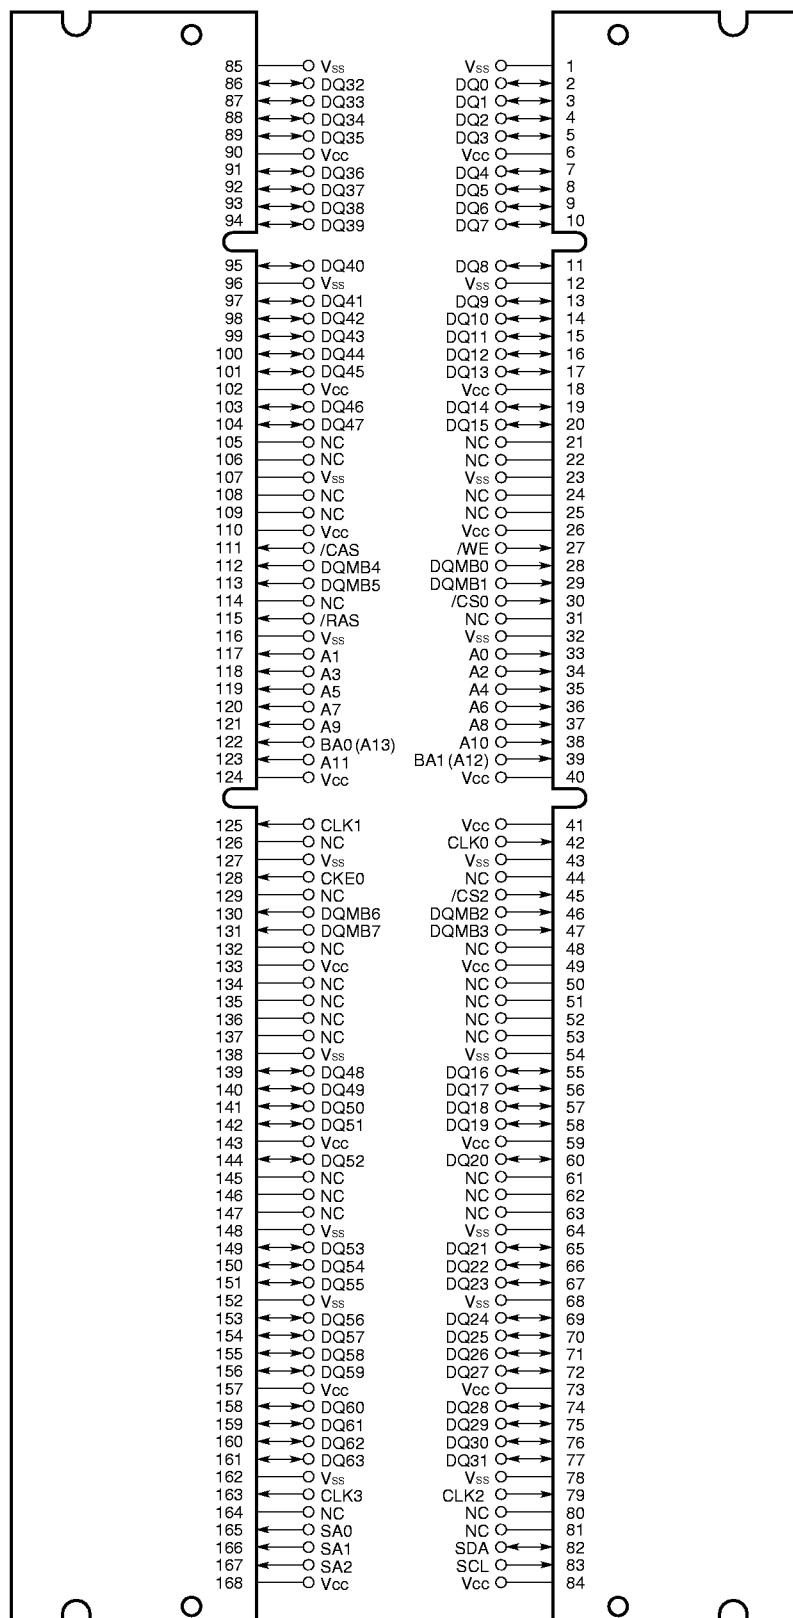 85 Vss Vss 1
86 DQ32 DQ0 2
87 DQ33 DQ1 3
88 DQ34 DQ2 4
89 DQ35 DQ3 5
90 Vcc Vcc 6
91 DQ36 DQ4 7
92 DQ37 DQ5 8
93 DQ38 DQ6 9
94 DQ39 DQ7 10
95 DQ40 DQ8 11
96 Vss Vss 12
97 DQ41 DQ9 13
98 DQ42 DQ10 14
99 DQ43 DQ11 15
100 DQ44 DQ12 16
101 DQ45 DQ13 17
102 Vcc Vcc 18
103 DQ46 DQ14 19
104 DQ47 DQ15 20
105 NC NC 21
106 NC NC 22
107 Vss Vss 23
108 NC NC 24
109 NC NC 25
110 Vcc Vcc 26
111 /CAS /WE 27
112 DQMB4 DQMB0 28
113 DQMB5 DQMB1 29
114 NC /CS0 30
115 /RAS NC 31
116 Vss Vss 32
117 A1 A0 33
118 A3 A2 34
119 A5 A4 35
120 A7 A6 36
121 A9 A8 37
122 BA0 (A13) A10 38
123 A11 BA1 (A12) 39
124 Vcc Vcc 40
125 CLK1 Vcc 41
126 NC CLK0 42
127 Vss Vss 43
128 CKE0 NC 44
129 NC /CS2 45
130 DQMB6 DQMB2 46
131 DQMB7 DQMB3 47
132 NC NC 48
133 Vcc Vcc 49
134 NC NC 50
135 NC NC 51
136 NC NC 52
137 NC NC 53
138 Vss Vss 54
139 DQ48 DQ16 55
140 DQ49 DQ17 56
141 DQ50 DQ18 57
142 DQ51 DQ19 58
143 Vcc Vcc 59
144 DQ52 DQ20 60
145 NC NC 61
146 NC NC 62
147 NC NC 63
148 Vss Vss 64
149 DQ53 DQ21 65
150 DQ54 DQ22 66
151 DQ55 DQ23 67
152 Vss Vss 68
153 DQ56 DQ24 69
154 DQ57 DQ25 70
155 DQ58 DQ26 71
156 DQ59 DQ27 72
157 Vcc Vcc 73
158 DQ60 DQ28 74
159 DQ61 DQ29 75
160 DQ62 DQ30 76
161 DQ63 DQ31 77
162 Vss Vss 78
163 CLK3 CLK2 79
164 NC NC 80
165 SA0 NC 81
166 SA1 SDA 82
167 SA2 SCL 83
168 Vcc Vcc 84